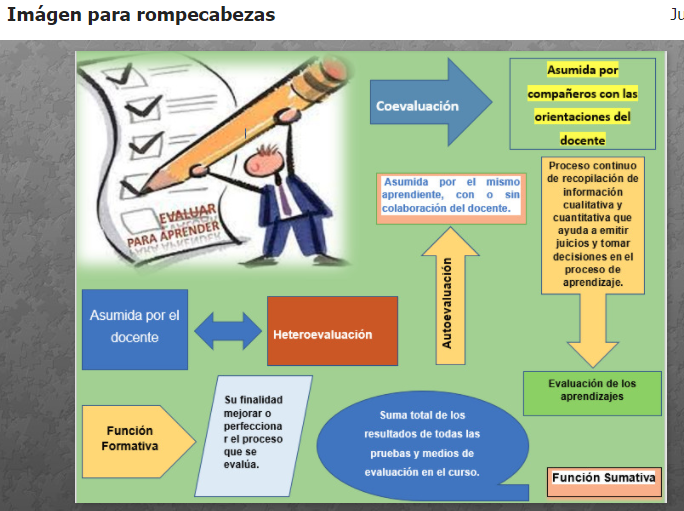 Imágen para rompecabezas
Ju
EVALUAR
PARA APRENDER
Coevaluación
Asumida por
compañeros con las
orientaciones del
docente
Asumida por el mismo
aprendiente, con o sin
colaboración del docente.
Proceso continuo
de recopilación de
información
cualitativa y
cuantitativa que
ayuda a emitir
juicios y tomar
decisiones en el
proceso de
aprendizaje.
Autoevaluación
Asumida por el
docente
Heteroevaluación
Evaluación de los
aprendizajes
Función
Formativa
Su finalidad
mejorar o
perfecciona
r el proceso
que se
evalúa.
Suma total de los
resultados de todas las
pruebas y medios de
evaluación en el curso.
Función Sumativa